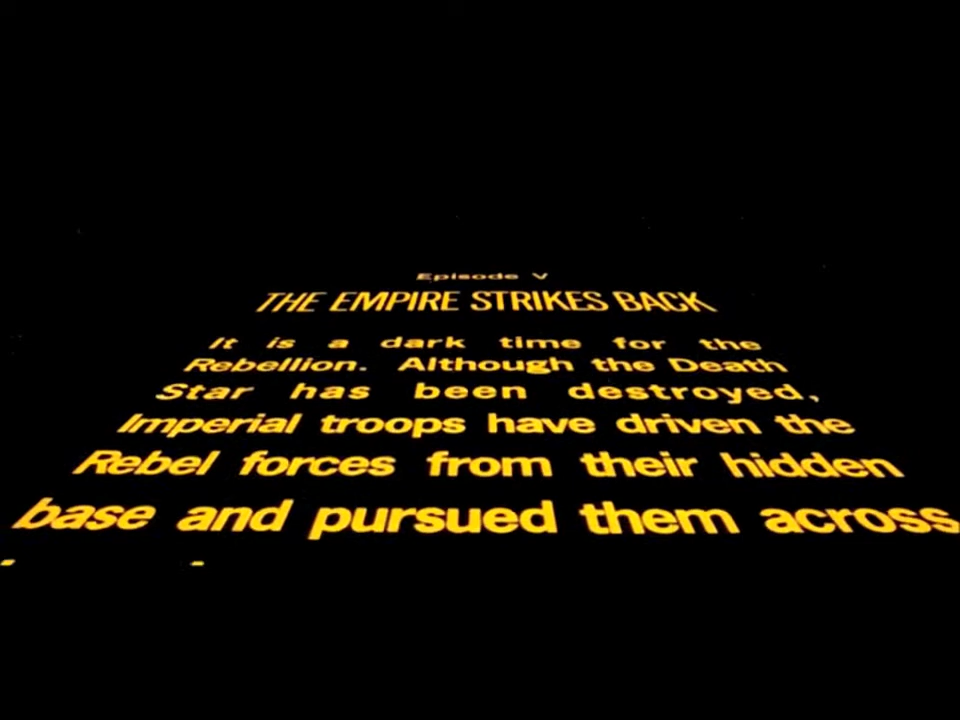 Episode V
THE EMPIRE STRIKES BACK
It is a dark time for the
Rebellion. Although the Death
Star has been destroyed,
Imperial troops have driven the
Rebel forces from their hidden
base and pursued them across